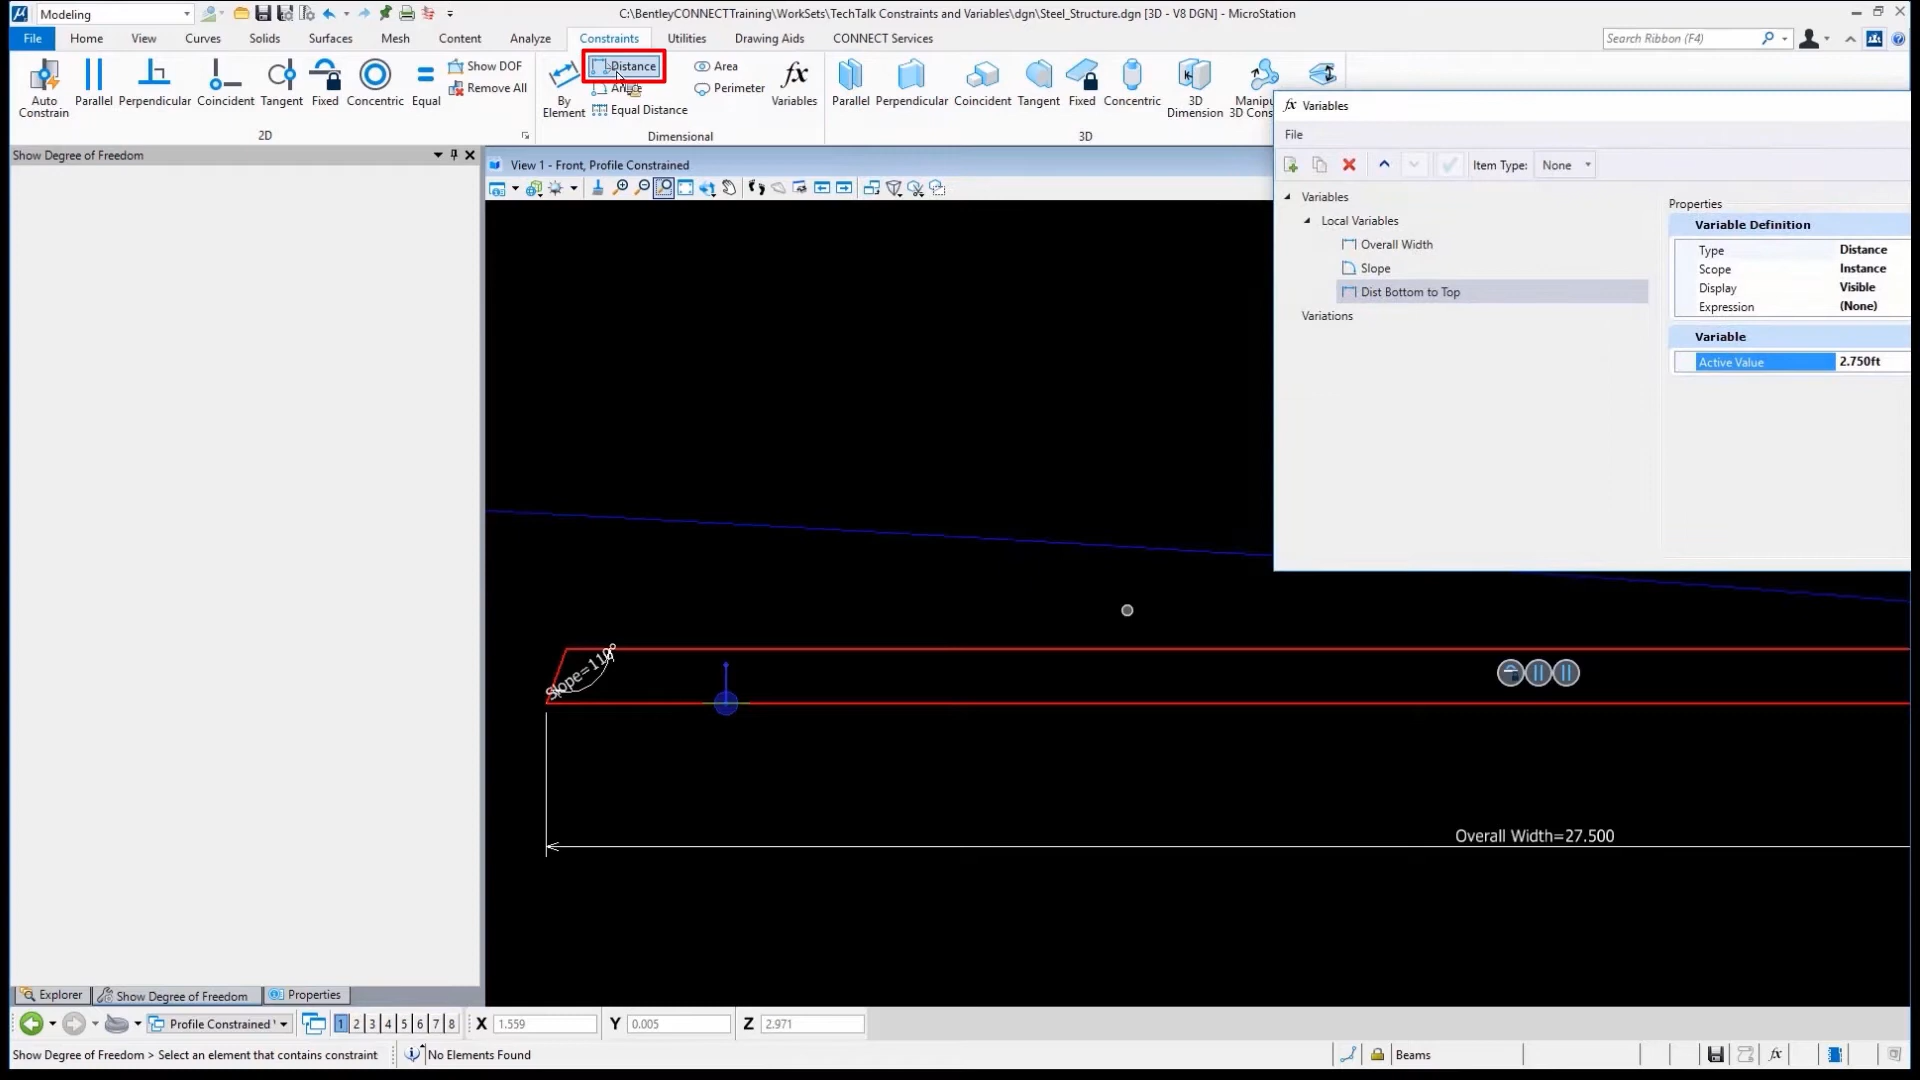 Modeling
C:\BentleyCONNECTTraining\WorkSets\TechTalk Constraints and Variables\dgn\Steel_Structure.dgn [3D - V8 DGN] - MicroStation
File Home View Curves Solids Surfaces Mesh Content Analyze Constraints Utilities Drawing Aids CONNECT Services
Search Ribbon (F4)
Auto Constrain
Parallel
Perpendicular
Coincident
Tangent
Fixed
Concentric
Equal
Show DOF
Remove All
2D
By Element
Distance
Equal Distance
Area
Perimeter
Variables
fx
Dimensional
Parallel
Perpendicular
Coincident
Tangent
Fixed
Concentric
3D Dimension
3D
fx Variables
File
Item Type: None
Variables
Local Variables
Overall Width
Slope
Dist Bottom to Top
Variations
Properties
Variable Definition
Type Distance
Scope Instance
Display Visible
Expression (None)
Variable
Active Value 2.750ft
Show Degree of Freedom
View 1 - Front, Profile Constrained
Slope=110°
Overall Width=27.500
Explorer Show Degree of Freedom Properties
Profile Constrained
1 2 3 4 5 6 7 8
X 1.559 Y 0.005 Z 2.971
Show Degree of Freedom > Select an element that contains constraint
No Elements Found
Beams
fx